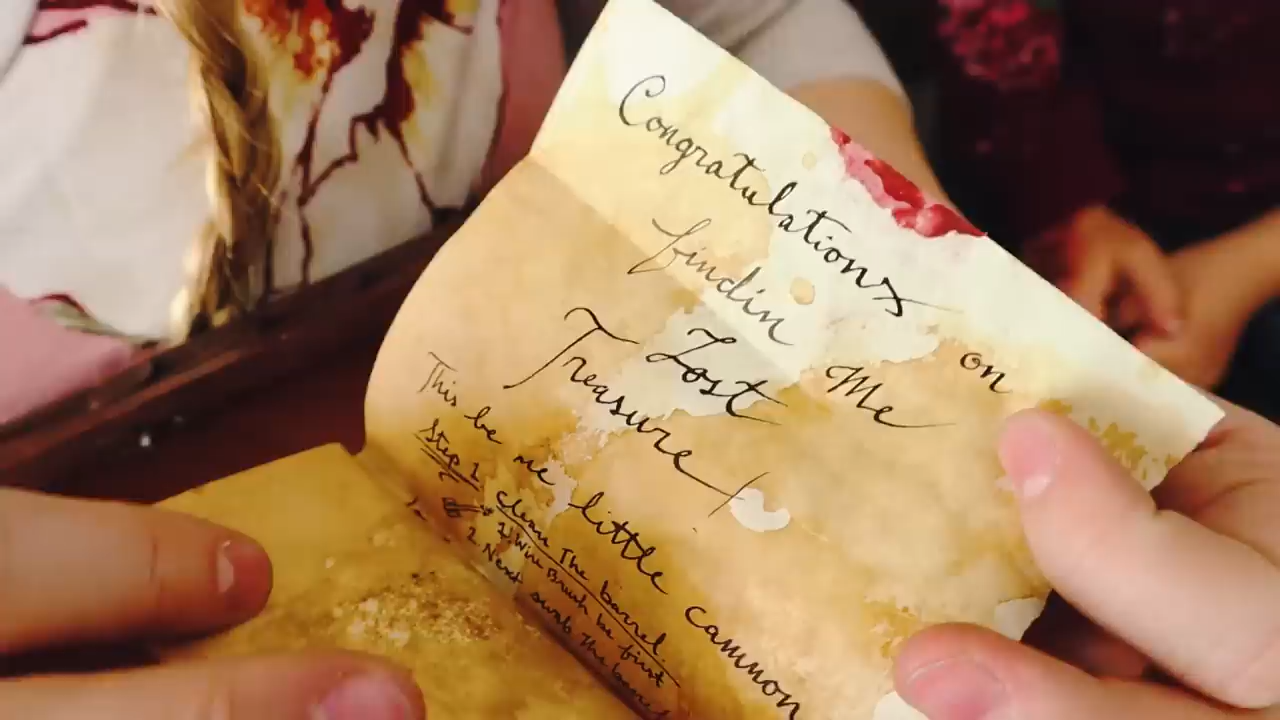 Congratulations on
findin Me
Lost
Treasure!
This be me little cannon
Step 1 clean The barrel.
1 Wire Brush be first
2 Next swab The barrel